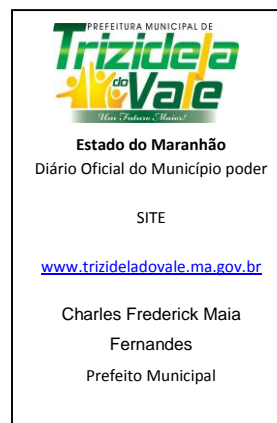 PREFEITURA MUNICIPAL DE
Trizidela
do
Vale
Um Futuro Maior!
Estado do Maranhão
Diário Oficial do Município poder
SITE
www.trizideladovale.ma.gov.br
Charles Frederick Maia
Fernandes
Prefeito Municipal